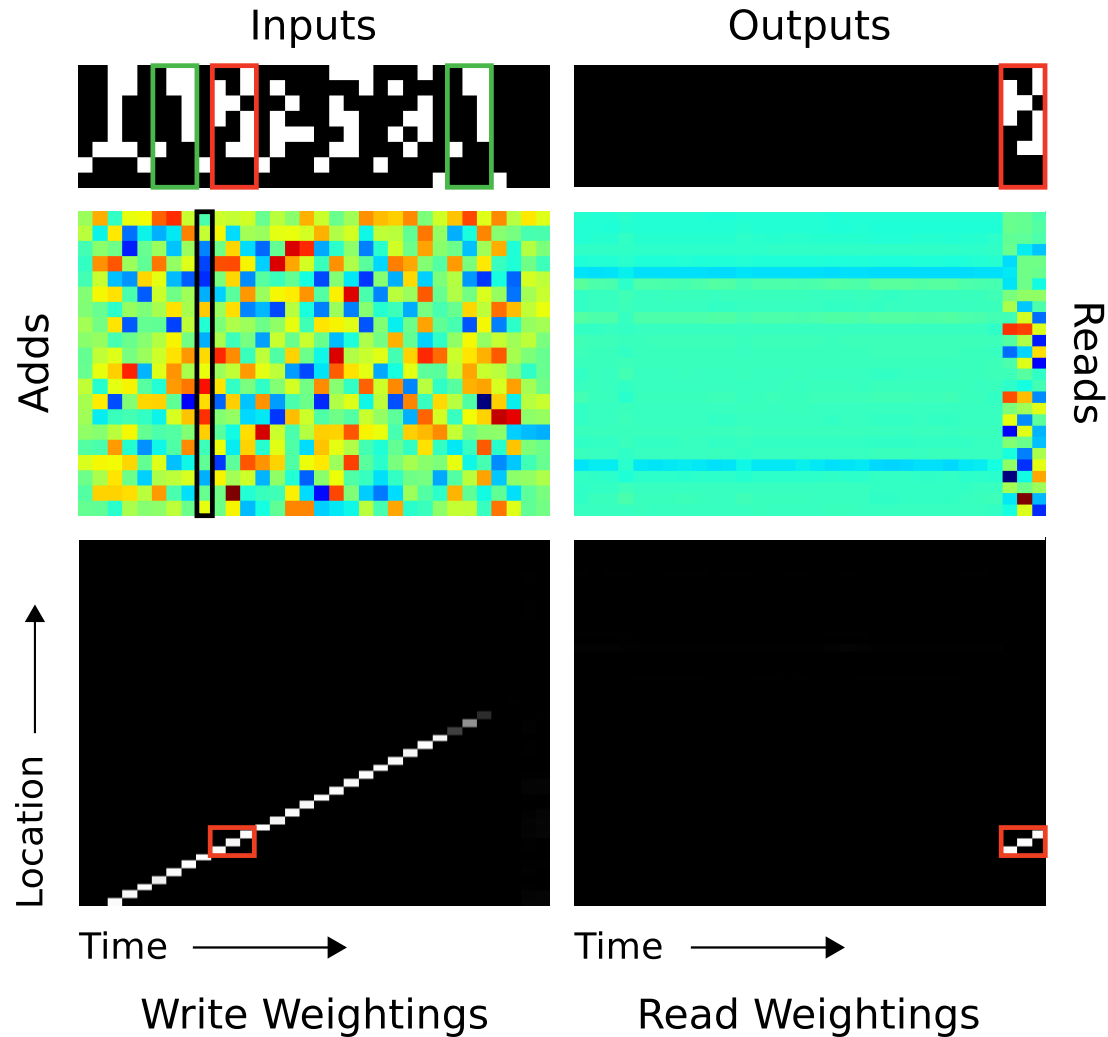 Inputs
Outputs
Adds
Reads
Location
Time
Time
Write Weightings
Read Weightings